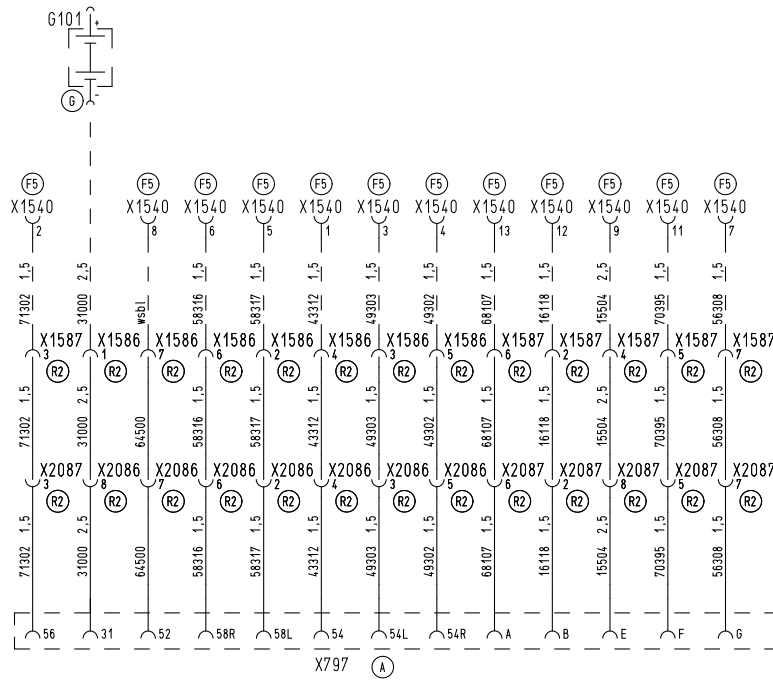 G101 +
G -
F5 F5 F5 F5 F5 F5 F5 F5 F5 F5 F5 F5
X1540 X1540 X1540 X1540 X1540 X1540 X1540 X1540 X1540 X1540 X1540 X1540
2 8 6 5 1 3 4 13 12 9 11 7
1,5 2,5 1,5 1,5 1,5 1,5 1,5 1,5 1,5 2,5 1,5 1,5
71302 31000 wsbl 58316 58317 43312 49303 49302 68107 16118 15504 70395 56308
X1587 X1586 X1586 X1586 X1586 X1586 X1586 X1586 X1587 X1587 X1587 X1587 X1587
3 1 7 6 2 4 3 5 6 2 4 5 7
R2 R2 R2 R2 R2 R2 R2 R2 R2 R2 R2 R2 R2
1,5 2,5 1,5 1,5 1,5 1,5 1,5 1,5 1,5 2,5 1,5 1,5
71302 31000 64500 58316 58317 43312 49303 49302 68107 16118 15504 70395 56308
X2087 X2086 X2086 X2086 X2086 X2086 X2086 X2086 X2087 X2087 X2087 X2087 X2087
3 8 7 6 2 4 3 5 6 2 8 5 7
R2 R2 R2 R2 R2 R2 R2 R2 R2 R2 R2 R2 R2
1,5 2,5 1,5 1,5 1,5 1,5 1,5 1,5 1,5 2,5 1,5 1,5
71302 31000 64500 58316 58317 43312 49303 49302 68107 16118 15504 70395 56308
56 31 52 58R 58L 54 54L 54R A B E F G
X797 A